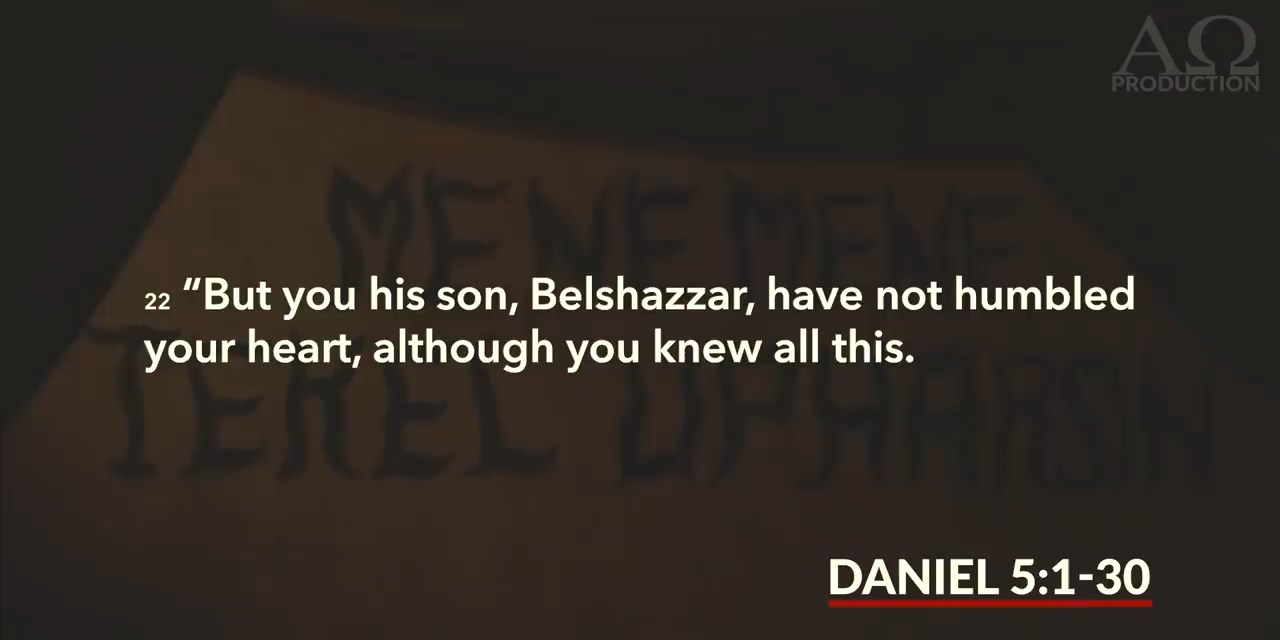 ΑΩ
PRODUCTION
MENE MENE
TEKEL UPHARSIN
22 “But you his son, Belshazzar, have not humbled
your heart, although you knew all this.
DANIEL 5:1-30